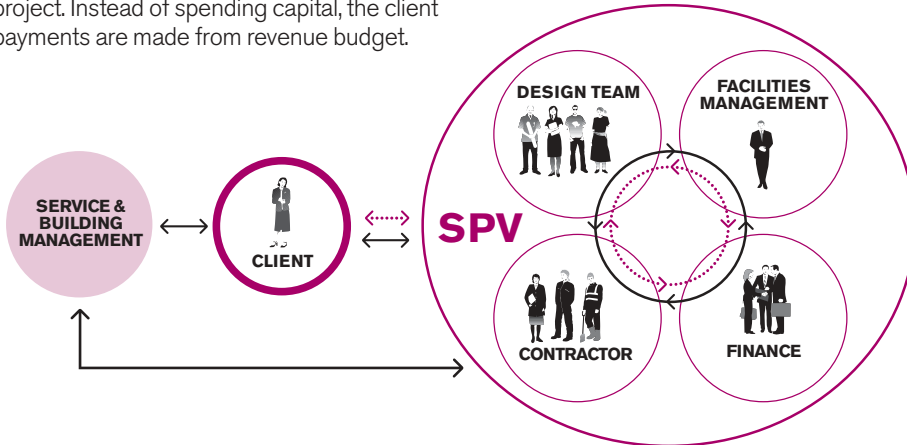 project. Instead of spending capital, the client
payments are made from revenue budget.
DESIGN TEAM
FACILITIES
MANAGEMENT
SERVICE &
BUILDING
MANAGEMENT
CLIENT
SPV
CONTRACTOR
FINANCE